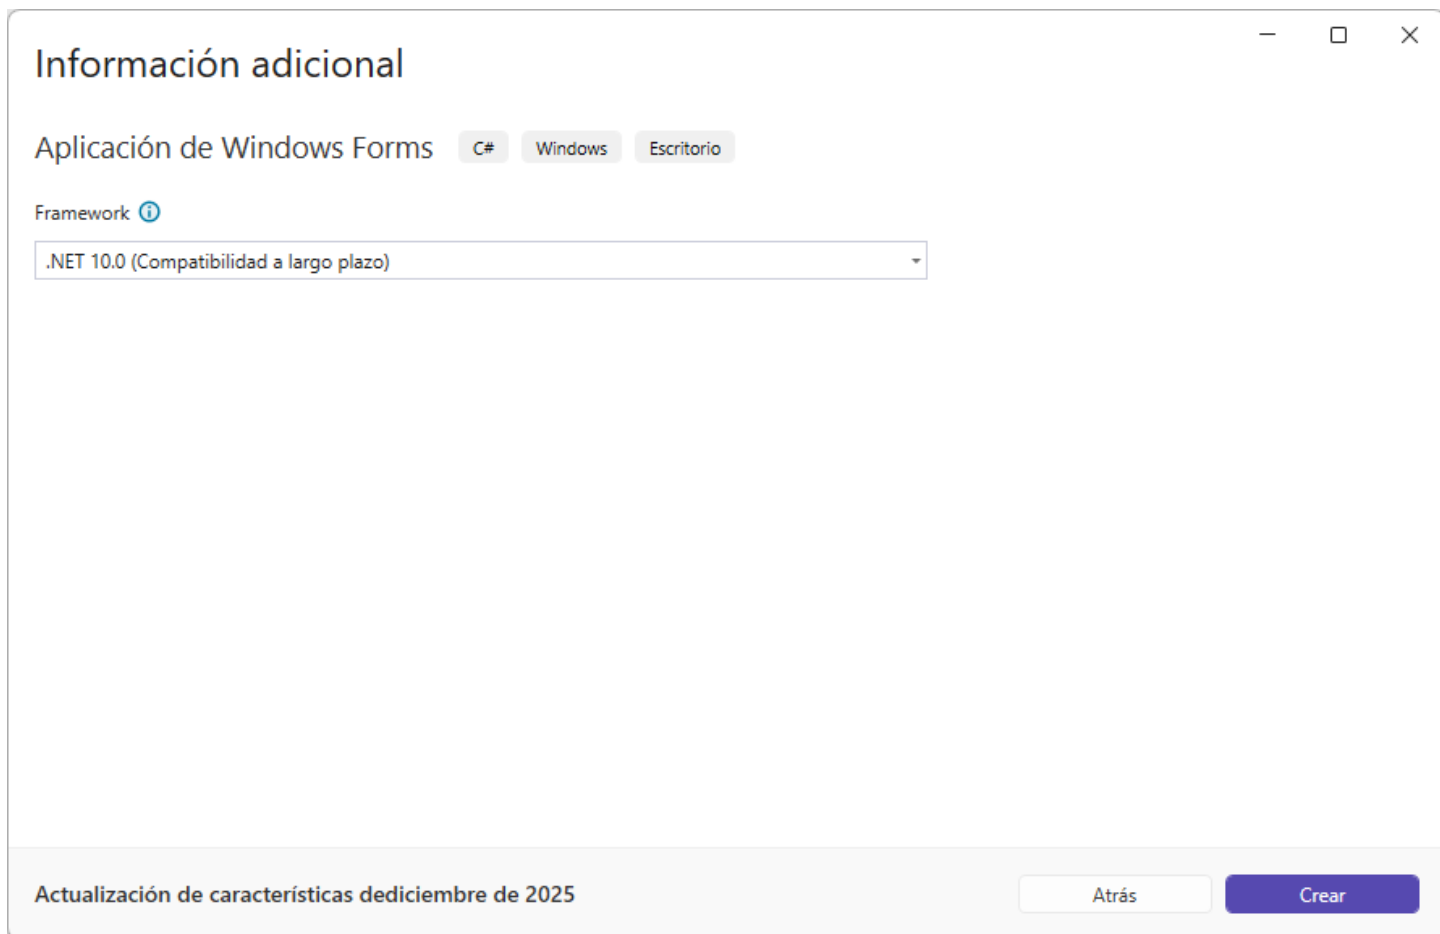 Información adicional
Aplicación de Windows Forms C# Windows Escritorio
Framework
.NET 10.0 (Compatibilidad a largo plazo)
Actualización de características dediciembre de 2025
Atrás Crear